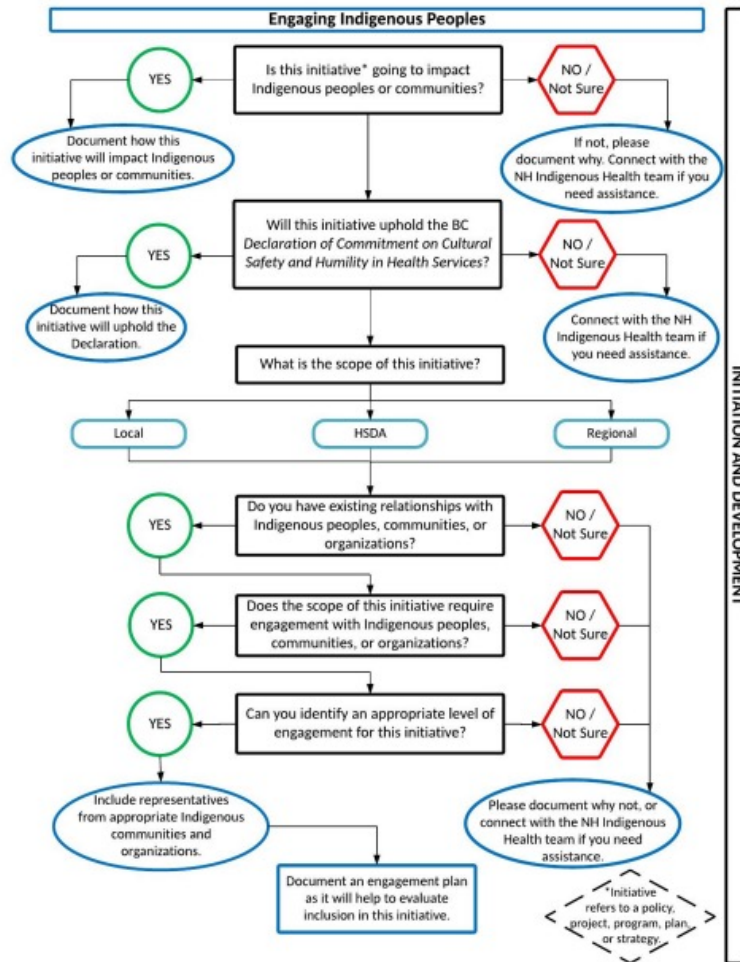 Engaging Indigenous Peoples
YES
Is this initiative* going to impact
Indigenous peoples or communities?
NO /
Not Sure
Document how this
initiative will impact Indigenous
peoples or communities.
If not, please
document why. Connect with the
NH Indigenous Health team if you
need assistance.
YES
Will this initiative uphold the BC
Declaration of Commitment on Cultural
Safety and Humility in Health Services?
NO /
Not Sure
Document how this
initiative will uphold the
Declaration.
Connect with the NH
Indigenous Health team if
you need assistance.
What is the scope of this initiative?
Local
HSDA
Regional
YES
Do you have existing relationships with
Indigenous peoples, communities, or
organizations?
NO /
Not Sure
YES
Does the scope of this initiative require
engagement with Indigenous peoples,
communities, or organizations?
NO /
Not Sure
YES
Can you identify an appropriate level of
engagement for this initiative?
NO /
Not Sure
Include representatives
from appropriate Indigenous
communities and
organizations.
Please document why not, or
connect with the NH Indigenous
Health team if you need
assistance.
Document an engagement plan
as it will help to evaluate
inclusion in this initiative.
*Initiative
refers to a policy,
project, program, plan,
or strategy.
INITIATION AND DEVELOPMENT